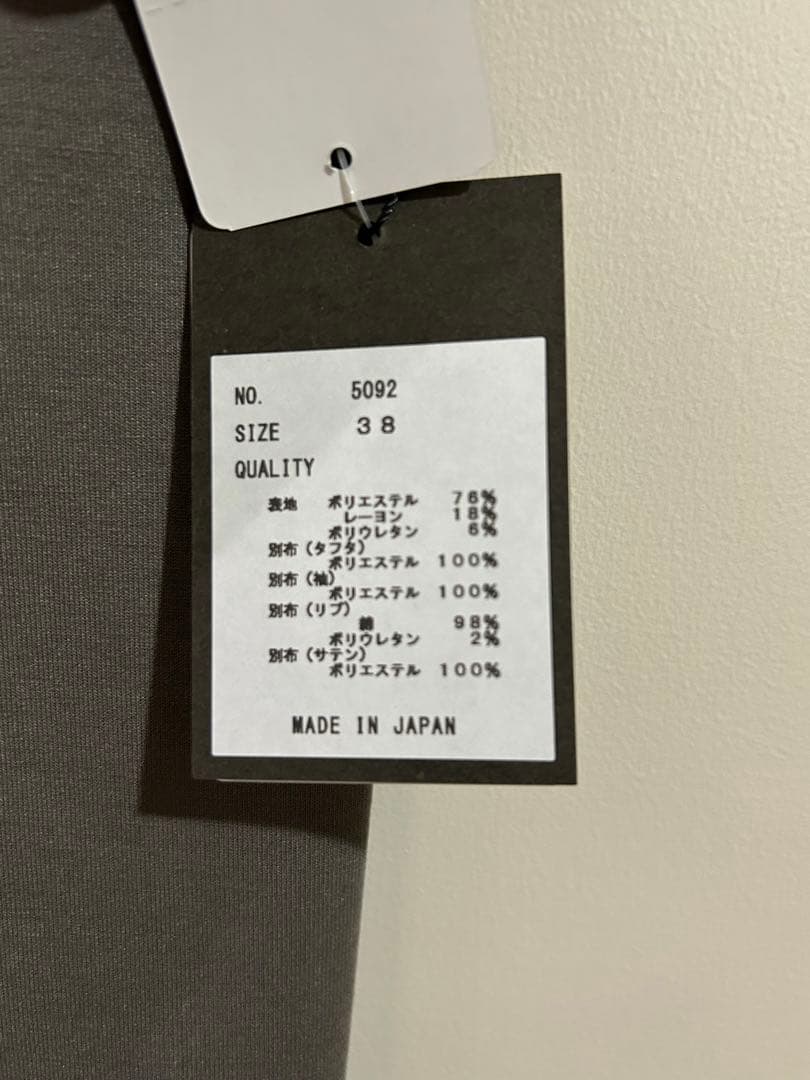 NO. 5092
SIZE 38
QUALITY
表地 ポリエステル 76%
レーヨン 18%
ポリウレタン 6%
別布(タフタ)
ポリエステル 100%
別布(袖)
ポリエステル 100%
別布(リブ)
綿 98%
ポリウレタン 2%
別布(サテン)
ポリエステル 100%
MADE IN JAPAN